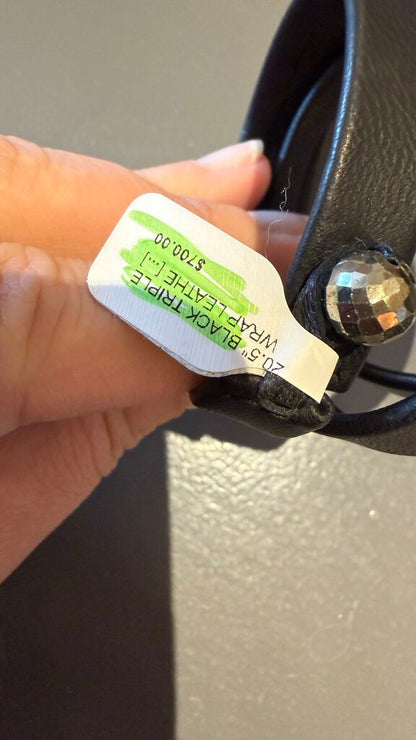 20.5" BLACK TRIPLE
WRAP LEATHE [...]
$700.00